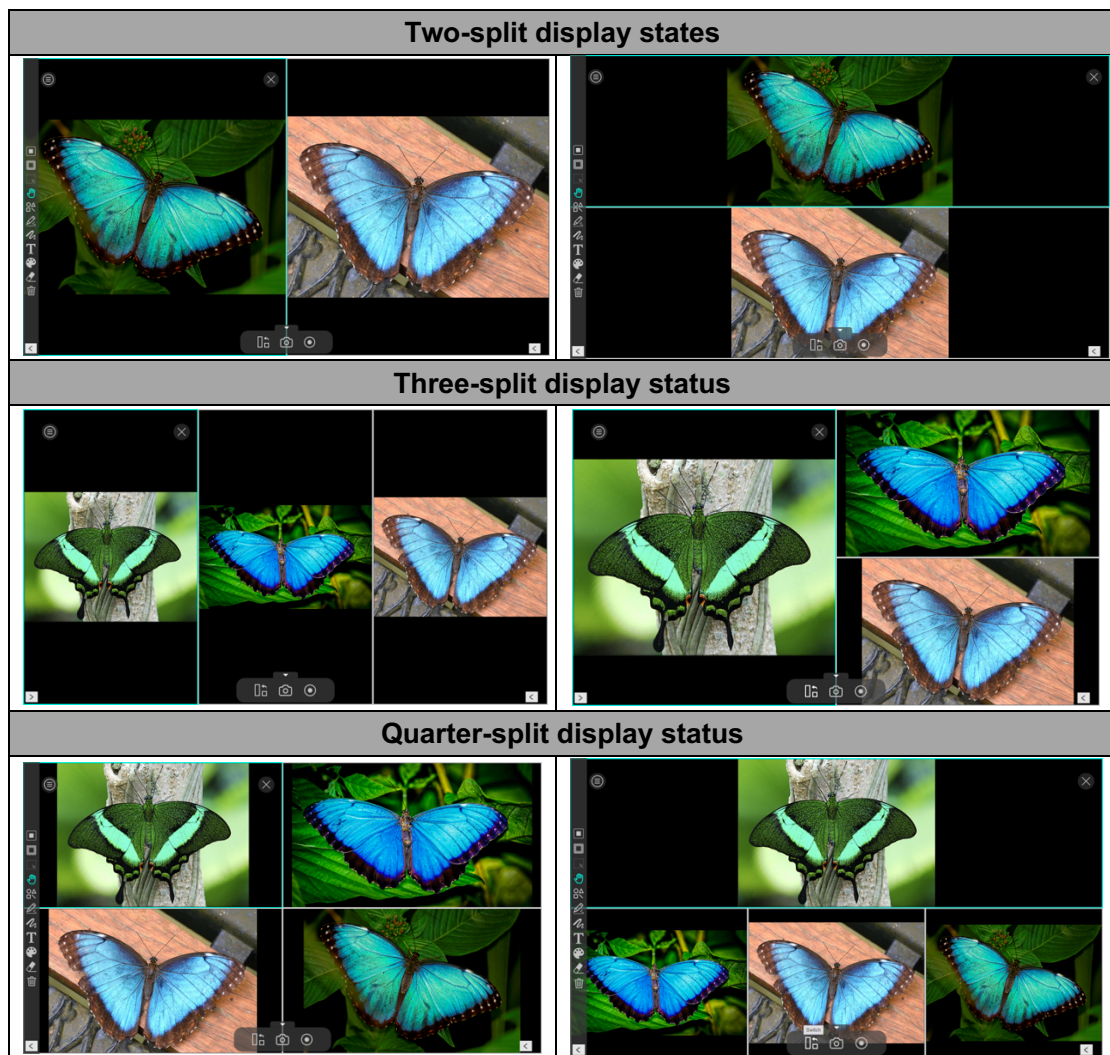 Two-split display states
T
Three-split display status
Quarter-split display status
T
T
Switch